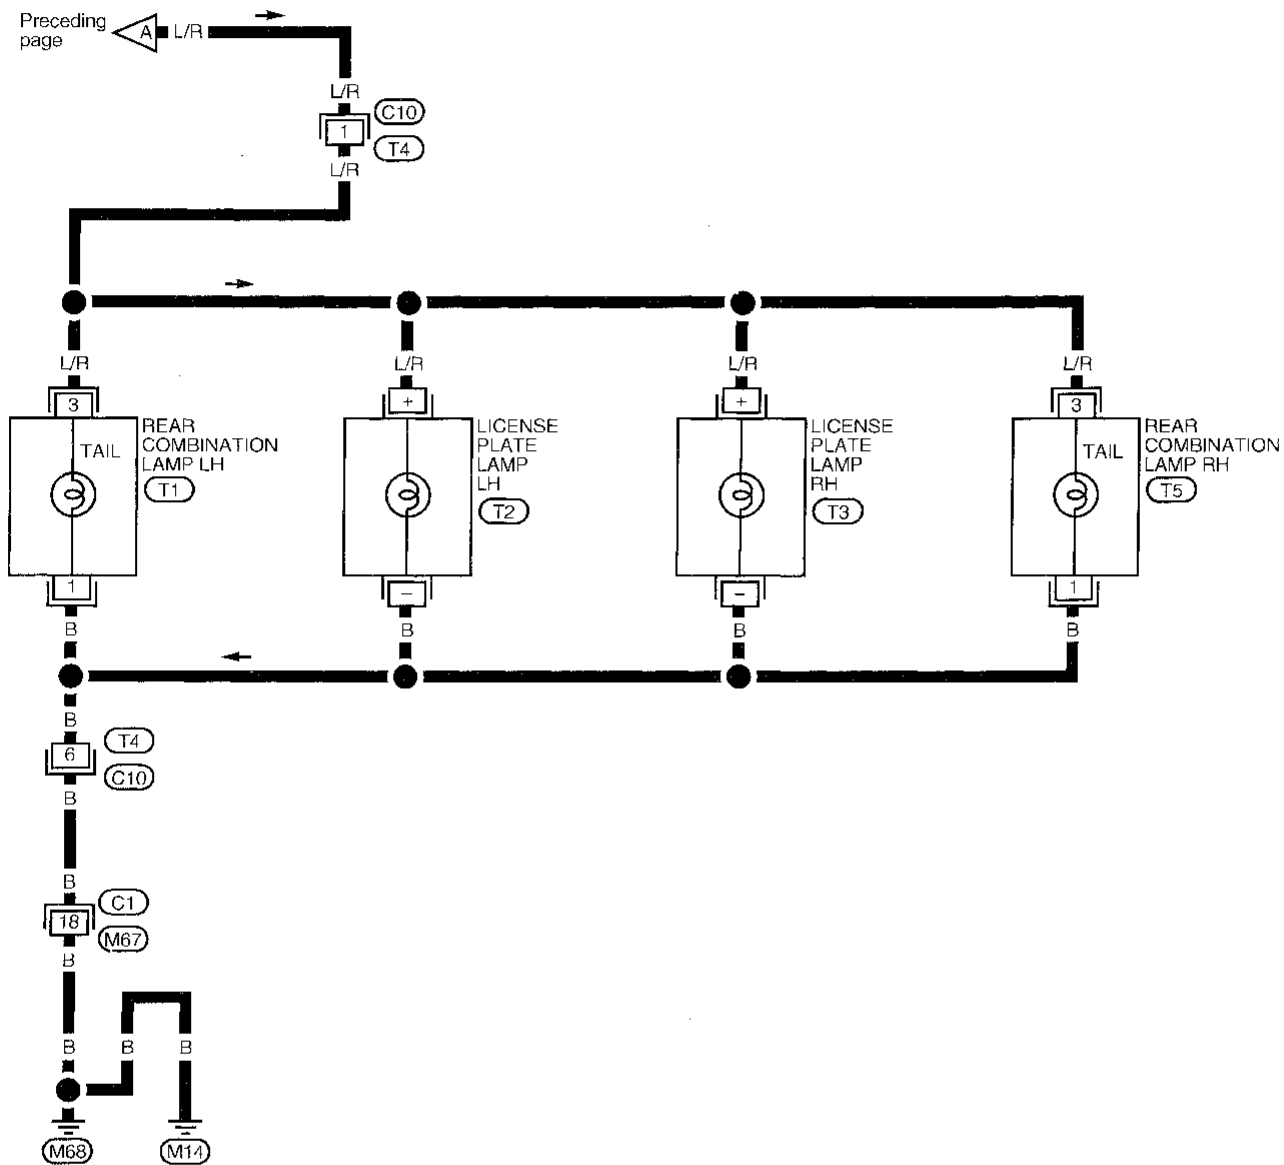 Preceding
page
A
L/R
L/R
C10
1
T4
L/R
L/R
L/R
L/R
L/R
3
+
+
3
TAIL
REAR
COMBINATION
LAMP LH
T1
LICENSE
PLATE
LAMP
LH
T2
LICENSE
PLATE
LAMP
RH
T3
TAIL
REAR
COMBINATION
LAMP RH
T5
1
–
–
1
B
B
B
B
B
6
T4
C10
B
B
C1
18
M67
B
B
B
B
M68
M14